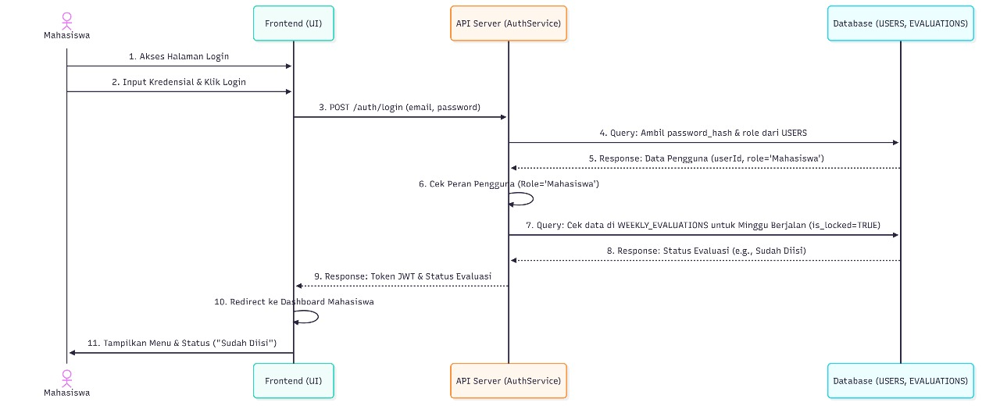 Mahasiswa
Frontend (UI)
API Server (AuthService)
Database (USERS, EVALUATIONS)
1. Akses Halaman Login
2. Input Kredensial & Klik Login
3. POST /auth/login (email, password)
4. Query: Ambil password_hash & role dari USERS
5. Response: Data Pengguna (userId, role='Mahasiswa')
6. Cek Peran Pengguna (Role='Mahasiswa')
7. Query: Cek data di WEEKLY_EVALUATIONS untuk Minggu Berjalan (is_locked=TRUE)
8. Response: Status Evaluasi (e.g., Sudah Diisi)
9. Response: Token JWT & Status Evaluasi
10. Redirect ke Dashboard Mahasiswa
11. Tampilkan Menu & Status ("Sudah Diisi")
Mahasiswa
Frontend (UI)
API Server (AuthService)
Database (USERS, EVALUATIONS)